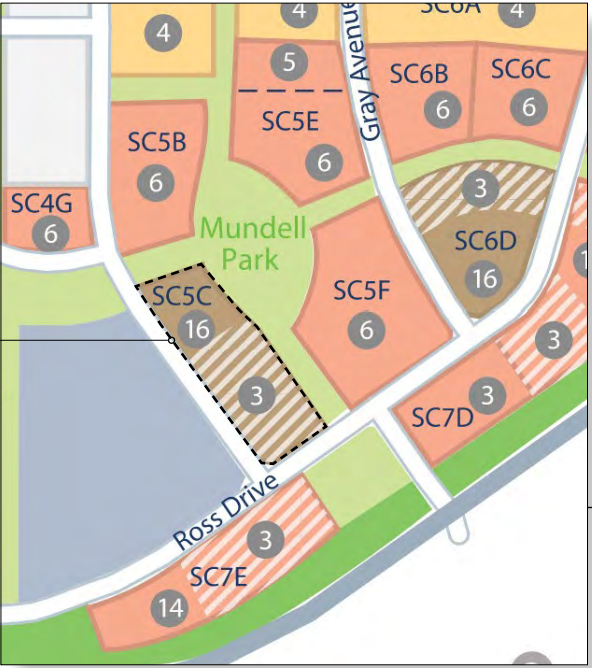 SC6A
4
4
4
5
Gray Avenue
SC6B
6
SC6C
6
SC5E
6
SC5B
6
3
SC4G
6
Mundell
Park
SC6D
16
SC5C
16
SC5F
6
3
3
3
SC7D
Ross Drive
3
SC7E
14